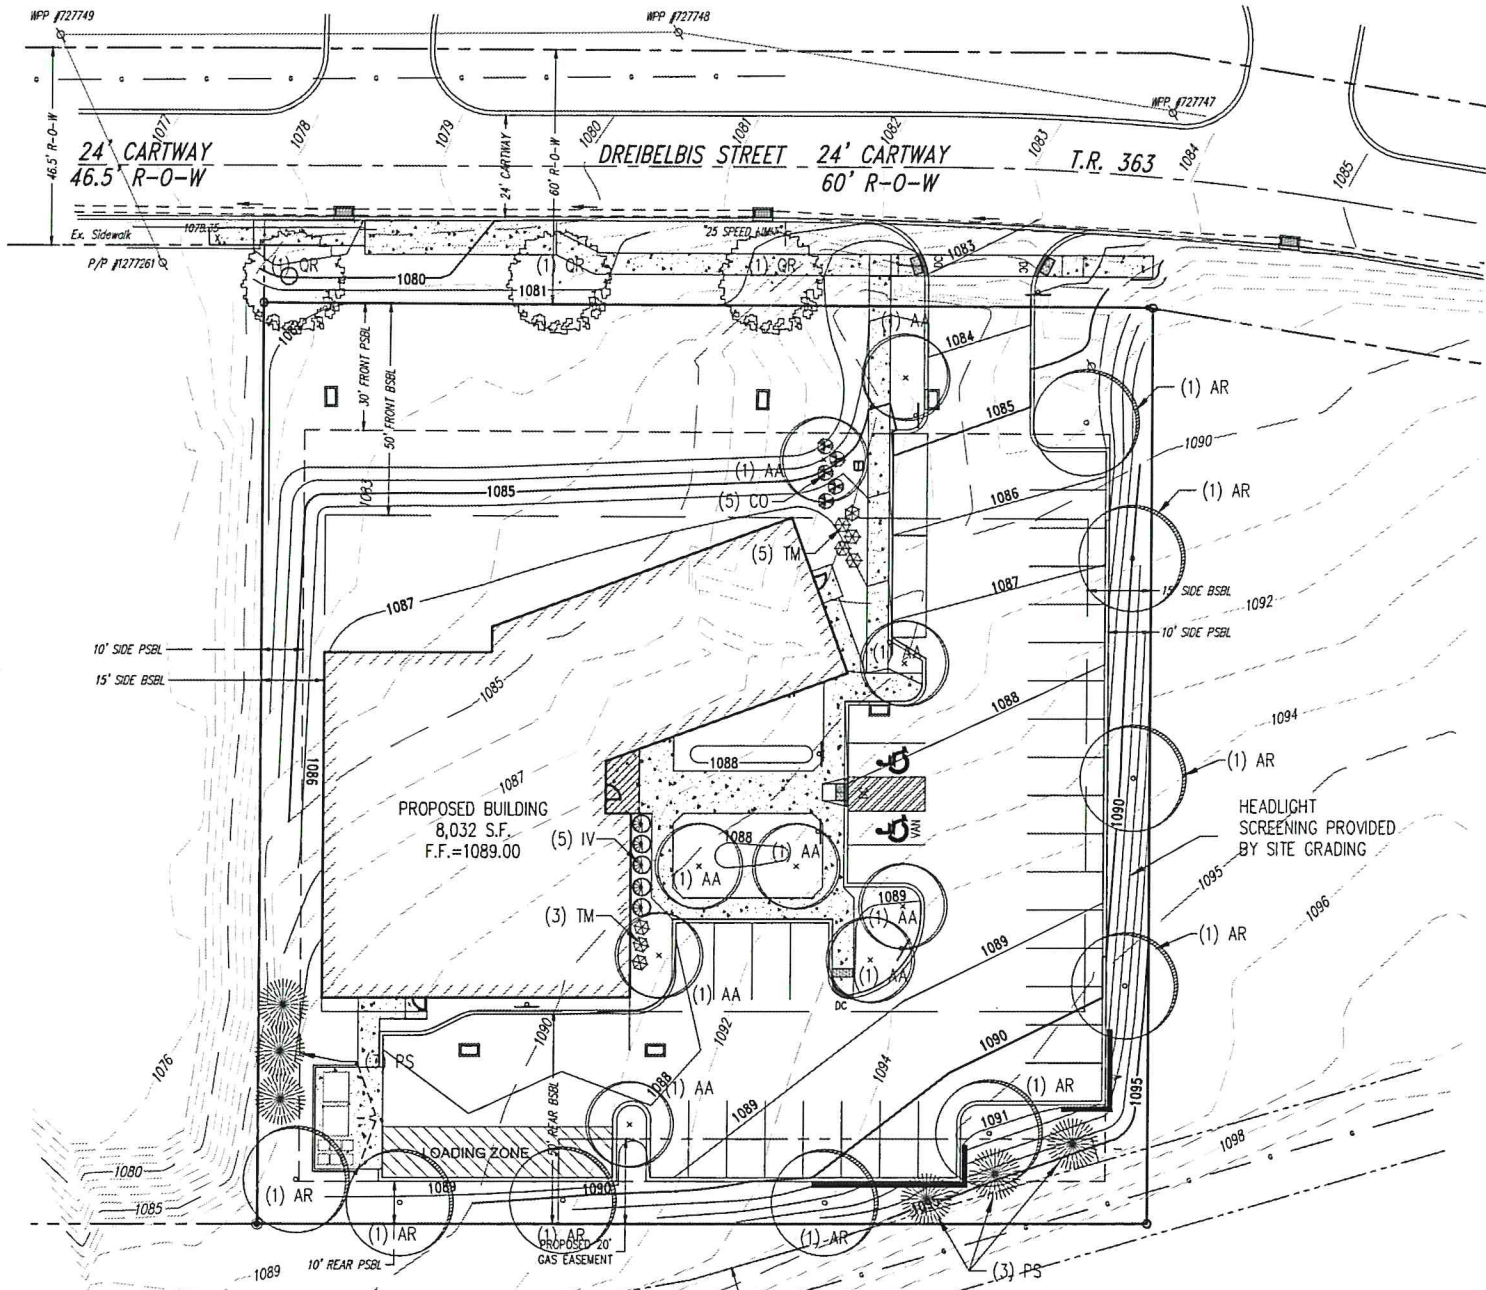 WPP #727749
WPP #727748
WPP #727747
46.5' R-O-W
1077
1078
1079
24' CARTWAY
60' R-O-W
1080
1081
1082
1083
1084
1085
24' CARTWAY
46.5' R-O-W
DREIBELBIS STREET
24' CARTWAY
60' R-O-W
T.R. 363
Ex. Sidewalk
P/P #1277261
1078.35
"25 SPEED LIMIT"
(1) QR
(1) QR
(1) QR
1080
1081
DC
DC
1083
(1) AA
1084
30' FRONT PSBL
50' FRONT BSBL
1083
1085
(1) AR
1085
1090
(1) AA
(5) CO
1086
(1) AR
(5) TM
1087
1087
15' SIDE BSBL
1092
10' SIDE PSBL
10' SIDE PSBL
15' SIDE BSBL
(1) AA
1085
1088
1094
1086
1087
1088
(1) AR
PROPOSED BUILDING
8,032 S.F.
F.F.=1089.00
(5) IV
1088
VAN
1090
HEADLIGHT
SCREENING PROVIDED
BY SITE GRADING
(1) AA
(1) AA
1095
1096
(3) TM
1089
(1) AA
1089
(1) AR
(1) AA
(1) AA
DC
1090
1092
1094
1090
1076
(3) PS
1088
(1) AA
1089
(1) AR
1091
1095
50' REAR BSBL
LOADING ZONE
1098
1080
1085
(1) AR
1089
1090
(1) AR
(1) AR
(1) AR
PROPOSED 20'
GAS EASEMENT
10' REAR PSBL
1089
(3) PS